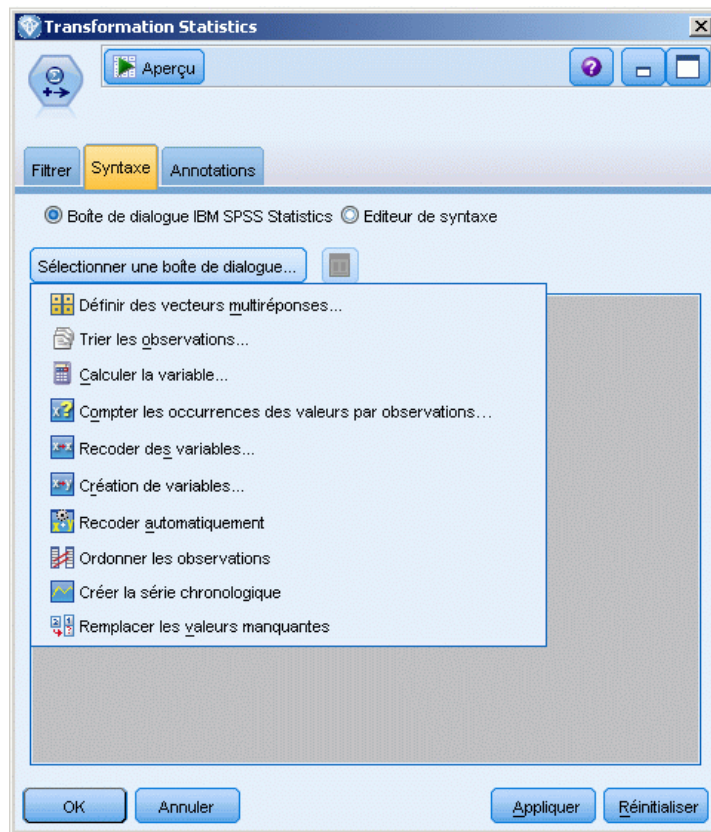 Transformation Statistics
Aperçu
Filtrer Syntaxe Annotations
Boîte de dialogue IBM SPSS Statistics Editeur de syntaxe
Sélectionner une boîte de dialogue...
Définir des vecteurs multiréponses...
Trier les observations...
Calculer la variable...
Compter les occurrences des valeurs par observations...
Recoder des variables...
Création de variables...
Recoder automatiquement
Ordonner les observations
Créer la série chronologique
Remplacer les valeurs manquantes
OK Annuler Appliquer Réinitialiser